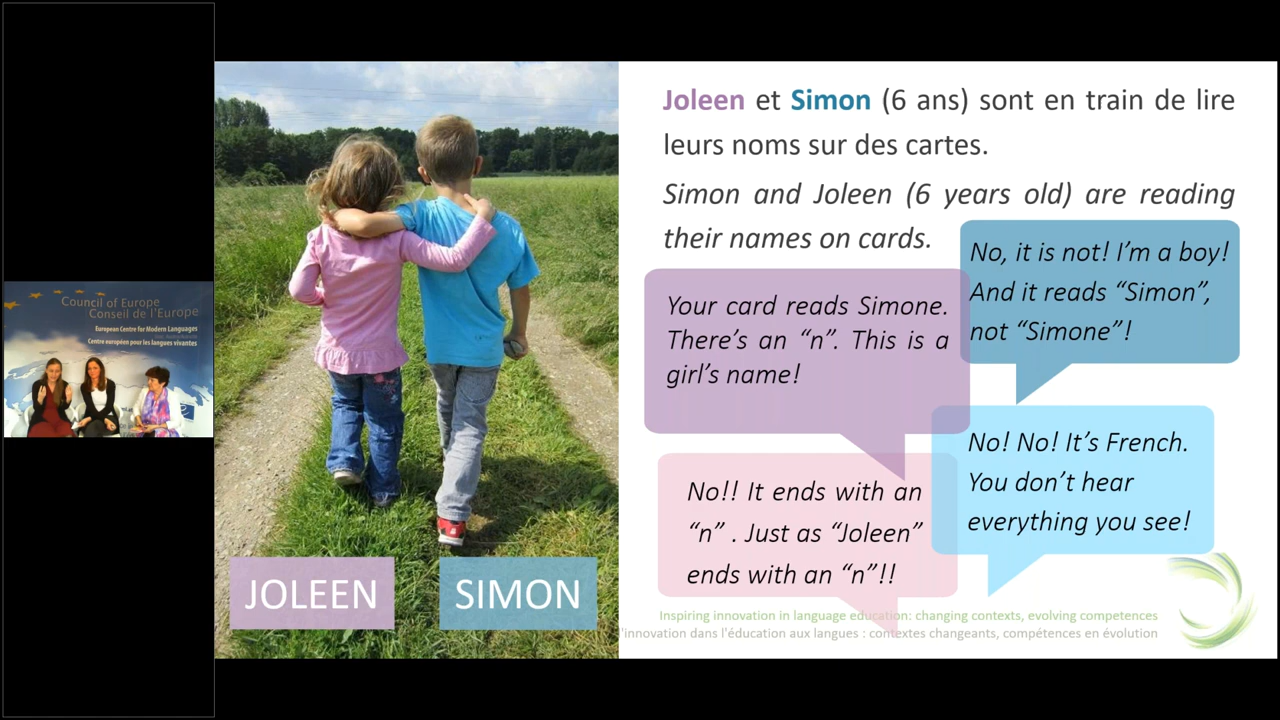 Council of Europe
Conseil de l'Europe
European Centre for Modern Languages
Centre européen pour les langues vivantes
Joleen et Simon (6 ans) sont en train de lire
leurs noms sur des cartes.
Simon and Joleen (6 years old) are reading
their names on cards.
Your card reads Simone.
There's an “n”. This is a
girl's name!
No, it is not! I'm a boy!
And it reads “Simon”,
not “Simone”!
No!! It ends with an
“n” . Just as “Joleen”
ends with an “n”!!
No! No! It's French.
You don't hear
everything you see!
JOLEEN
SIMON
Inspiring innovation in language education: changing contexts, evolving competences
'innovation dans l'éducation aux langues : contextes changeants, compétences en évolution